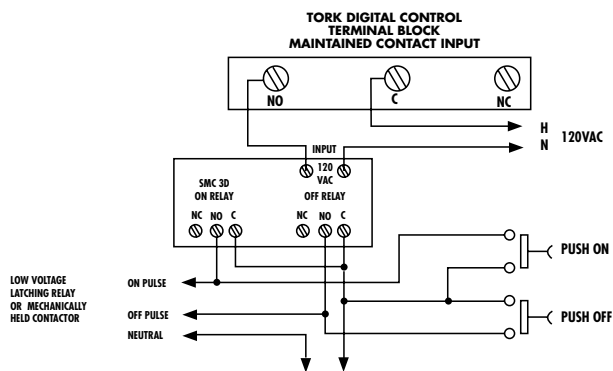 TORK DIGITAL CONTROL
TERMINAL BLOCK
MAINTAINED CONTACT INPUT
NO
C
NC
H
N
120VAC
INPUT
120
VAC
SMC 3D
ON RELAY
OFF RELAY
NC NO C
NC NO C
PUSH ON
LOW VOLTAGE
LATCHING RELAY
OR MECHANICALLY
HELD CONTACTOR
ON PULSE
OFF PULSE
NEUTRAL
PUSH OFF